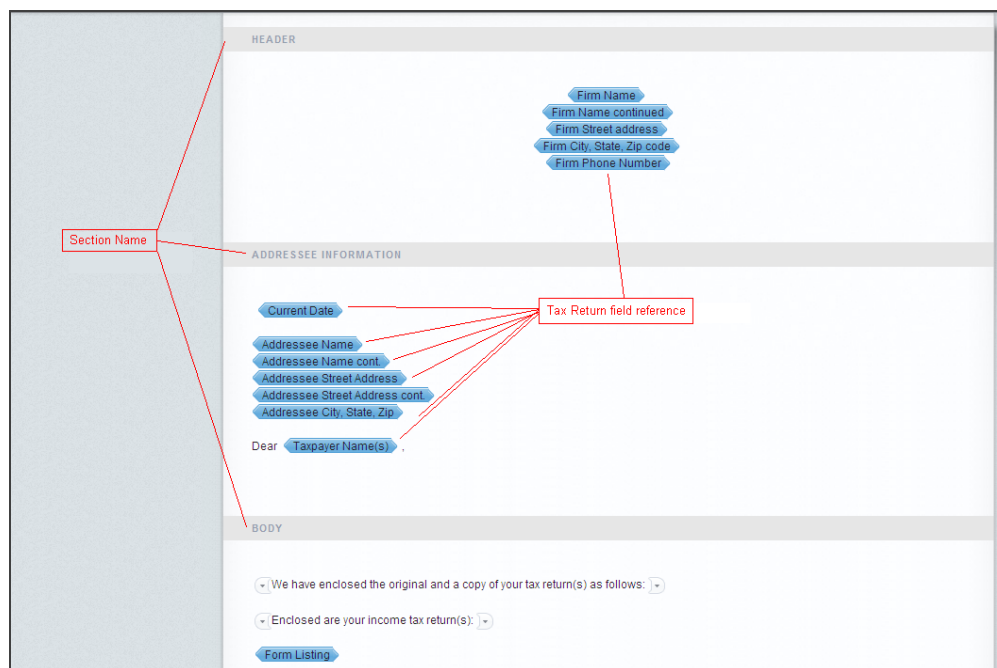 HEADER
Firm Name
Firm Name continued
Firm Street address
Firm City, State, Zip code
Firm Phone Number
Section Name
ADDRESSEE INFORMATION
Current Date
Tax Return field reference
Addressee Name
Addressee Name cont.
Addressee Street Address
Addressee Street Address cont.
Addressee City, State, Zip
Dear Taxpayer Name(s) ,
BODY
We have enclosed the original and a copy of your tax return(s) as follows:
Enclosed are your income tax return(s):
Form Listing